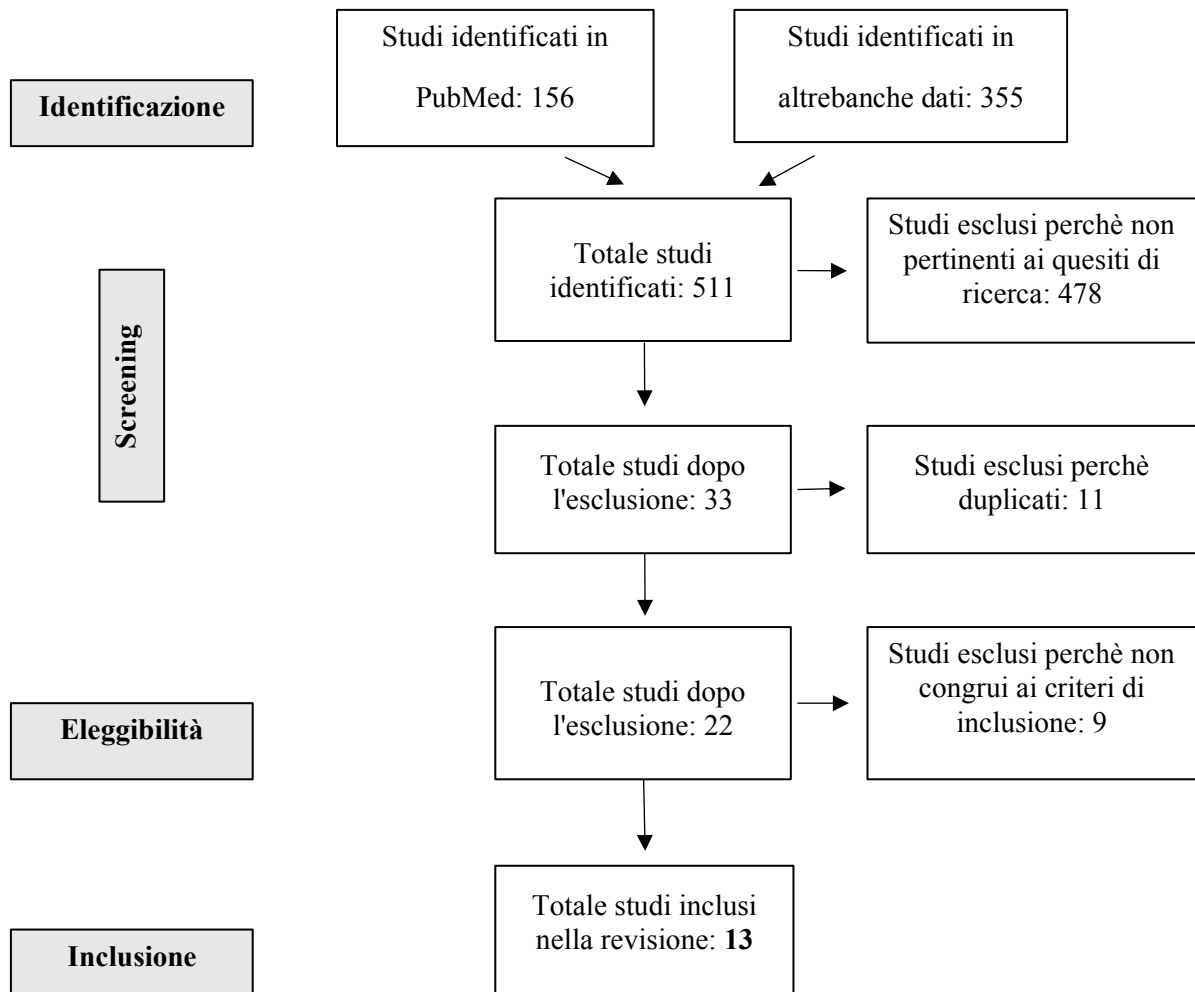 Identificazione
Studi identificati in
PubMed: 156
Studi identificati in
altrebanche dati: 355
Screening
Totale studi
identificati: 511
Studi esclusi perchè non
pertinenti ai quesiti di
ricerca: 478
Totale studi dopo
l'esclusione: 33
Studi esclusi perchè
duplicati: 11
Eleggibilità
Totale studi dopo
l'esclusione: 22
Studi esclusi perchè non
congrui ai criteri di
inclusione: 9
Inclusione
Totale studi inclusi
nella revisione: 13